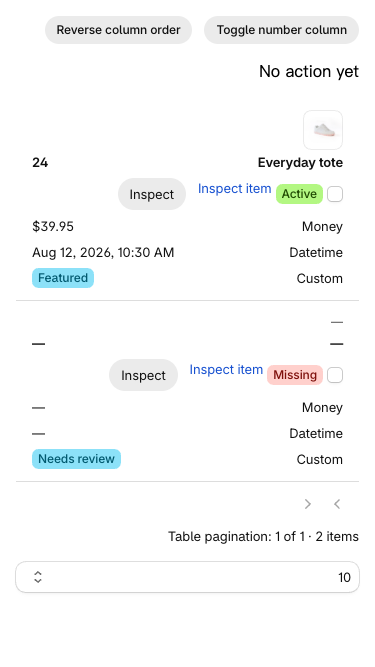 Reverse column order Toggle number column
No action yet
Everyday tote 24
Active Inspect item Inspect
Money $39.95
Datetime Aug 12, 2026, 10:30 AM
Custom Featured
—
— —
Missing Inspect item Inspect
Money —
Datetime —
Custom Needs review
Table pagination: 1 of 1 · 2 items
10